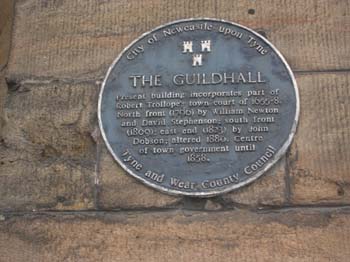 City of Newcastle upon Tyne
THE GUILDHALL
Present building incorporates part of
Robert Trollope's town court of 1655-8.
North front (1796) by William Newton
and David Stephenson; south front
(1809); east end (1823) by John
Dobson; altered 1880. Centre
of town government until
1858.
Tyne and Wear County Council